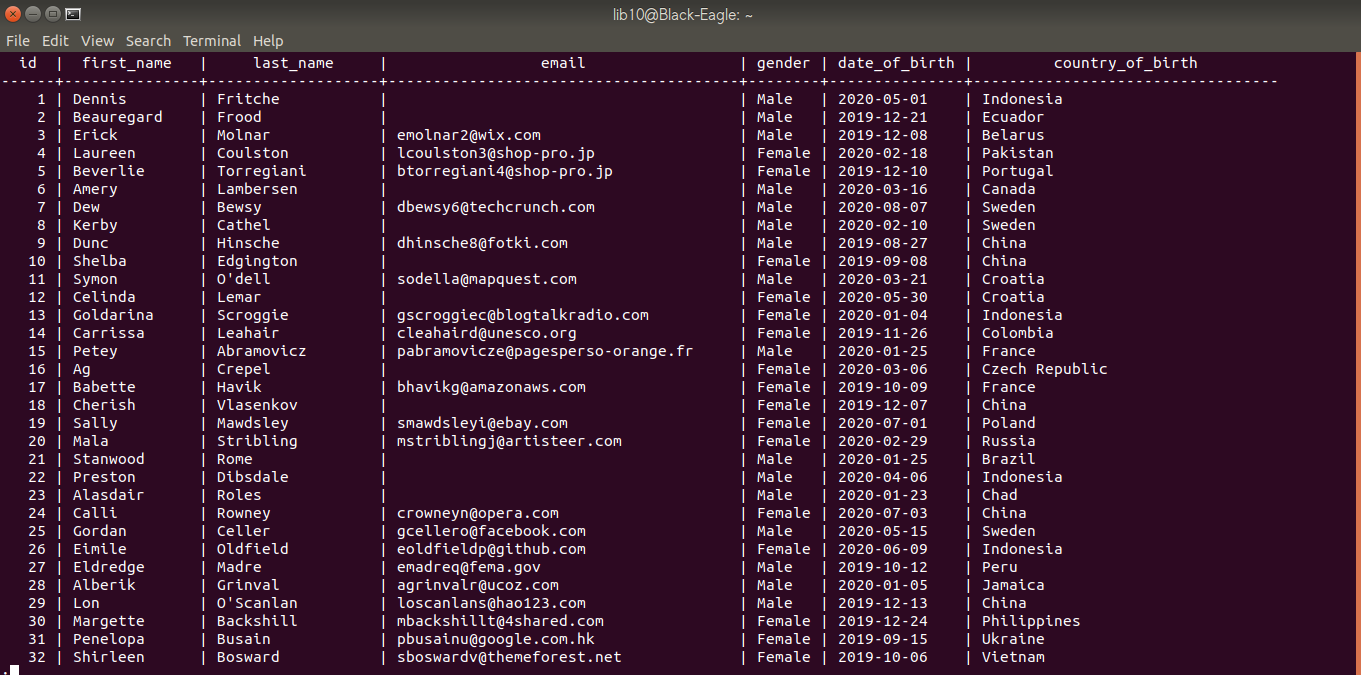 lib10@Black-Eagle: ~
File Edit View Search Terminal Help
  id  |  first_name   |     last_name     |                 email                 | gender | date_of_birth |         country_of_birth
------+---------------+-------------------+---------------------------------------+--------+---------------+----------------------------------
    1 | Dennis        | Fritche           |                                       | Male   | 2020-05-01    | Indonesia
    2 | Beauregard    | Frood             |                                       | Male   | 2019-12-21    | Ecuador
    3 | Erick         | Molnar            | emolnar2@wix.com                      | Male   | 2019-12-08    | Belarus
    4 | Laureen       | Coulston          | lcoulston3@shop-pro.jp                | Female | 2020-02-18    | Pakistan
    5 | Beverlie      | Torregiani        | btorregiani4@shop-pro.jp              | Female | 2019-12-10    | Portugal
    6 | Amery         | Lambersen         |                                       | Male   | 2020-03-16    | Canada
    7 | Dew           | Bewsy             | dbewsy6@techcrunch.com                | Male   | 2020-08-07    | Sweden
    8 | Kerby         | Cathel            |                                       | Male   | 2020-02-10    | Sweden
    9 | Dunc          | Hinsche           | dhinsche8@fotki.com                   | Male   | 2019-08-27    | China
   10 | Shelba        | Edgington         |                                       | Female | 2019-09-08    | China
   11 | Symon         | O'dell            | sodella@mapquest.com                  | Male   | 2020-03-21    | Croatia
   12 | Celinda       | Lemar             |                                       | Female | 2020-05-30    | Croatia
   13 | Goldarina     | Scroggie          | gscroggiec@blogtalkradio.com          | Female | 2020-01-04    | Indonesia
   14 | Carrissa      | Leahair           | cleahaird@unesco.org                  | Female | 2019-11-26    | Colombia
   15 | Petey         | Abramovicz        | pabramovicze@pagesperso-orange.fr     | Male   | 2020-01-25    | France
   16 | Ag            | Crepel            |                                       | Female | 2020-03-06    | Czech Republic
   17 | Babette       | Havik             | bhavikg@amazonaws.com                 | Female | 2019-10-09    | France
   18 | Cherish       | Vlasenkov         |                                       | Female | 2019-12-07    | China
   19 | Sally         | Mawdsley          | smawdsleyi@ebay.com                   | Female | 2020-07-01    | Poland
   20 | Mala          | Stribling         | mstriblingj@artisteer.com             | Female | 2020-02-29    | Russia
   21 | Stanwood      | Rome              |                                       | Male   | 2020-01-25    | Brazil
   22 | Preston       | Dibsdale          |                                       | Male   | 2020-04-06    | Indonesia
   23 | Alasdair      | Roles             |                                       | Male   | 2020-01-23    | Chad
   24 | Calli         | Rowney            | crowneyn@opera.com                    | Female | 2020-07-03    | China
   25 | Gordan        | Celler            | gcellero@facebook.com                 | Male   | 2020-05-15    | Sweden
   26 | Eimile        | Oldfield          | eoldfieldp@github.com                 | Female | 2020-06-09    | Indonesia
   27 | Eldredge      | Madre             | emadreq@fema.gov                      | Male   | 2019-10-12    | Peru
   28 | Alberik       | Grinval           | agrinvalr@ucoz.com                    | Male   | 2020-01-05    | Jamaica
   29 | Lon           | O'Scanlan         | loscanlans@hao123.com                 | Male   | 2019-12-13    | China
   30 | Margette      | Backshill         | mbackshillt@4shared.com               | Female | 2019-12-24    | Philippines
   31 | Penelopa      | Busain            | pbusainu@google.com.hk                | Female | 2019-09-15    | Ukraine
   32 | Shirleen      | Bosward           | sboswardv@themeforest.net             | Female | 2019-10-06    | Vietnam